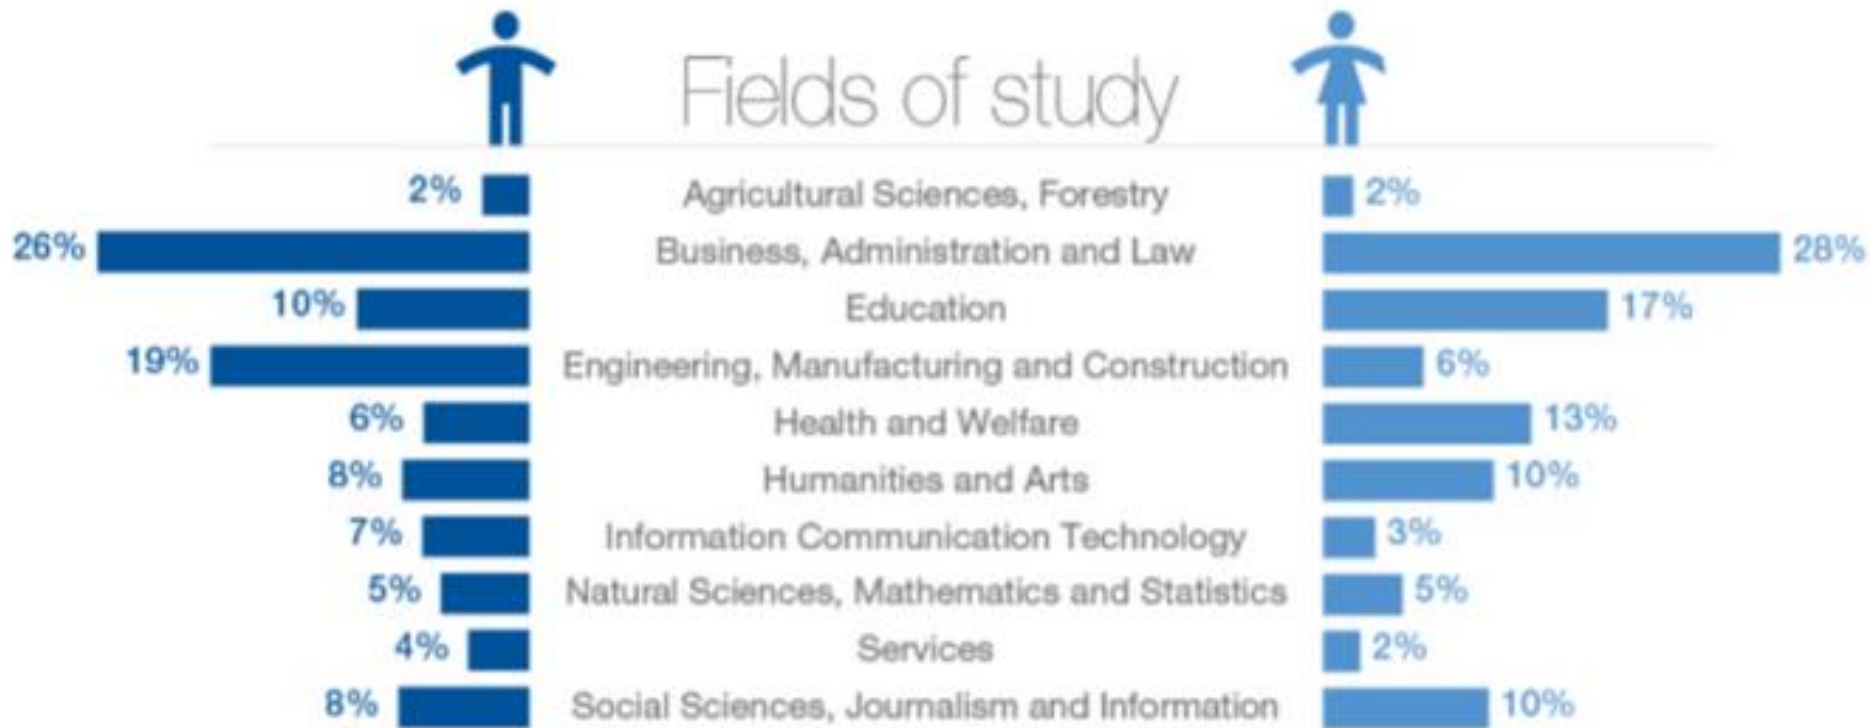 Fields of study
2% Agricultural Sciences, Forestry 2%
26% Business, Administration and Law 28%
10% Education 17%
19% Engineering, Manufacturing and Construction 6%
6% Health and Welfare 13%
8% Humanities and Arts 10%
7% Information Communication Technology 3%
5% Natural Sciences, Mathematics and Statistics 5%
4% Services 2%
8% Social Sciences, Journalism and Information 10%